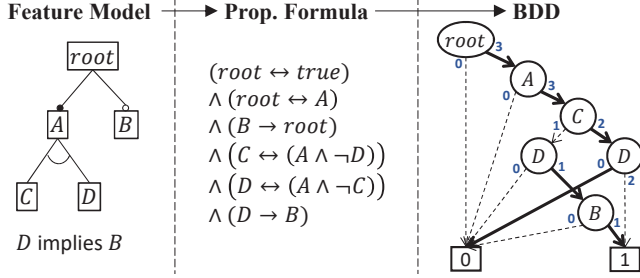 Feature Model Prop. Formula BDD
root
A B
C D
D implies B
(root ↔ true)
∧ (root ↔ A)
∧ (B → root)
∧ (C ↔ (A ∧ ¬D))
∧ (D ↔ (A ∧ ¬C))
∧ (D → B)
root
0 3
A
0 3
C
1 2
D D
0 1 0 2
B
0 1
0 1